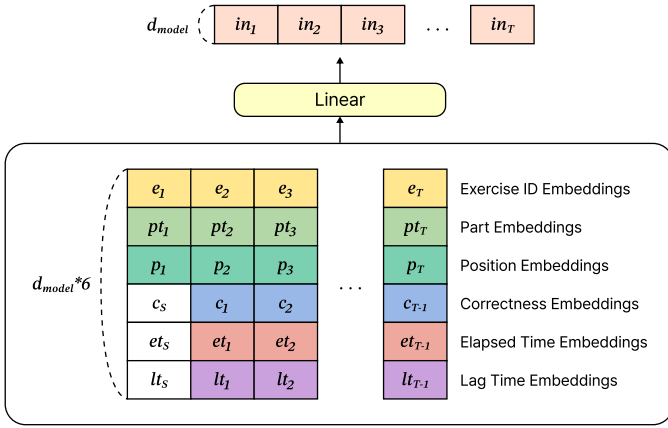 d_model in_1 in_2 in_3 ... in_T
Linear
e_1 e_2 e_3 e_T Exercise ID Embeddings
pt_1 pt_2 pt_3 pt_T Part Embeddings
p_1 p_2 p_3 p_T Position Embeddings
d_model*6 ...
c_S c_1 c_2 c_T-1 Correctness Embeddings
et_S et_1 et_2 et_T-1 Elapsed Time Embeddings
lt_S lt_1 lt_2 lt_T-1 Lag Time Embeddings